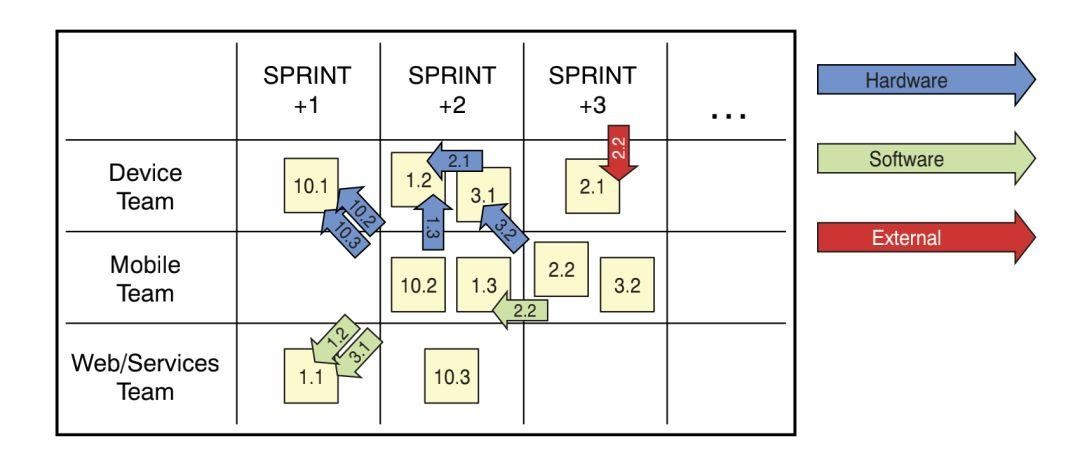 SPRINT
+1
SPRINT
+2
SPRINT
+3
...
Device
Team
10.1
10.2
10.3
1.2
2.1
3.1
1.3
3.2
2.1
2.2
Mobile
Team
10.2
1.3
2.2
2.2
3.2
Web/Services
Team
1.1
1.2
3.1
10.3
Hardware
Software
External